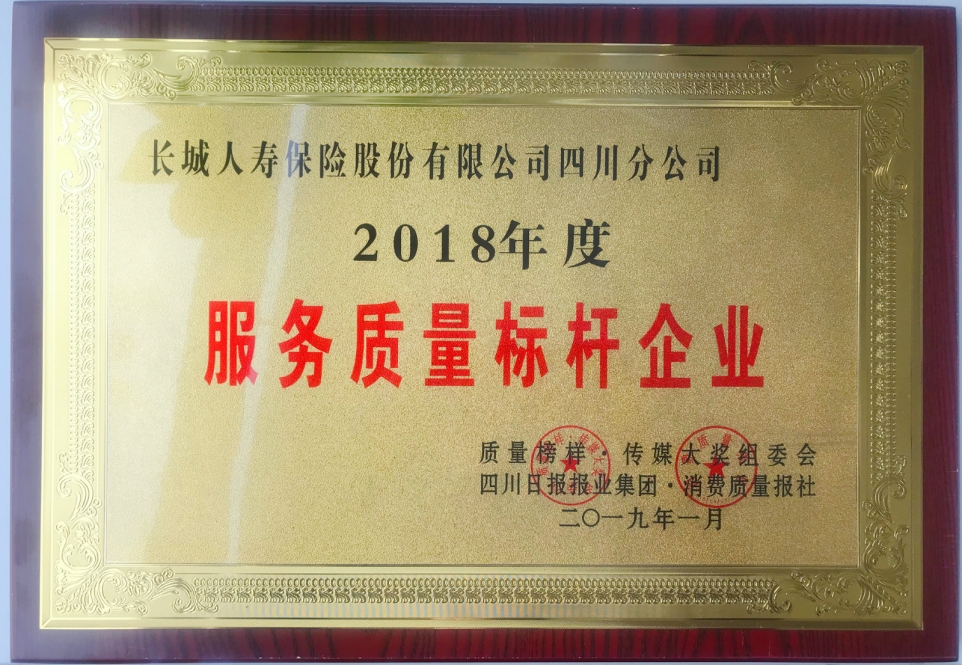 长城人寿保险股份有限公司四川分公司
2018年度
服务质量标杆企业
质量榜样·传媒大奖组委会
四川日报报业集团·消费质量报社
二〇一九年一月